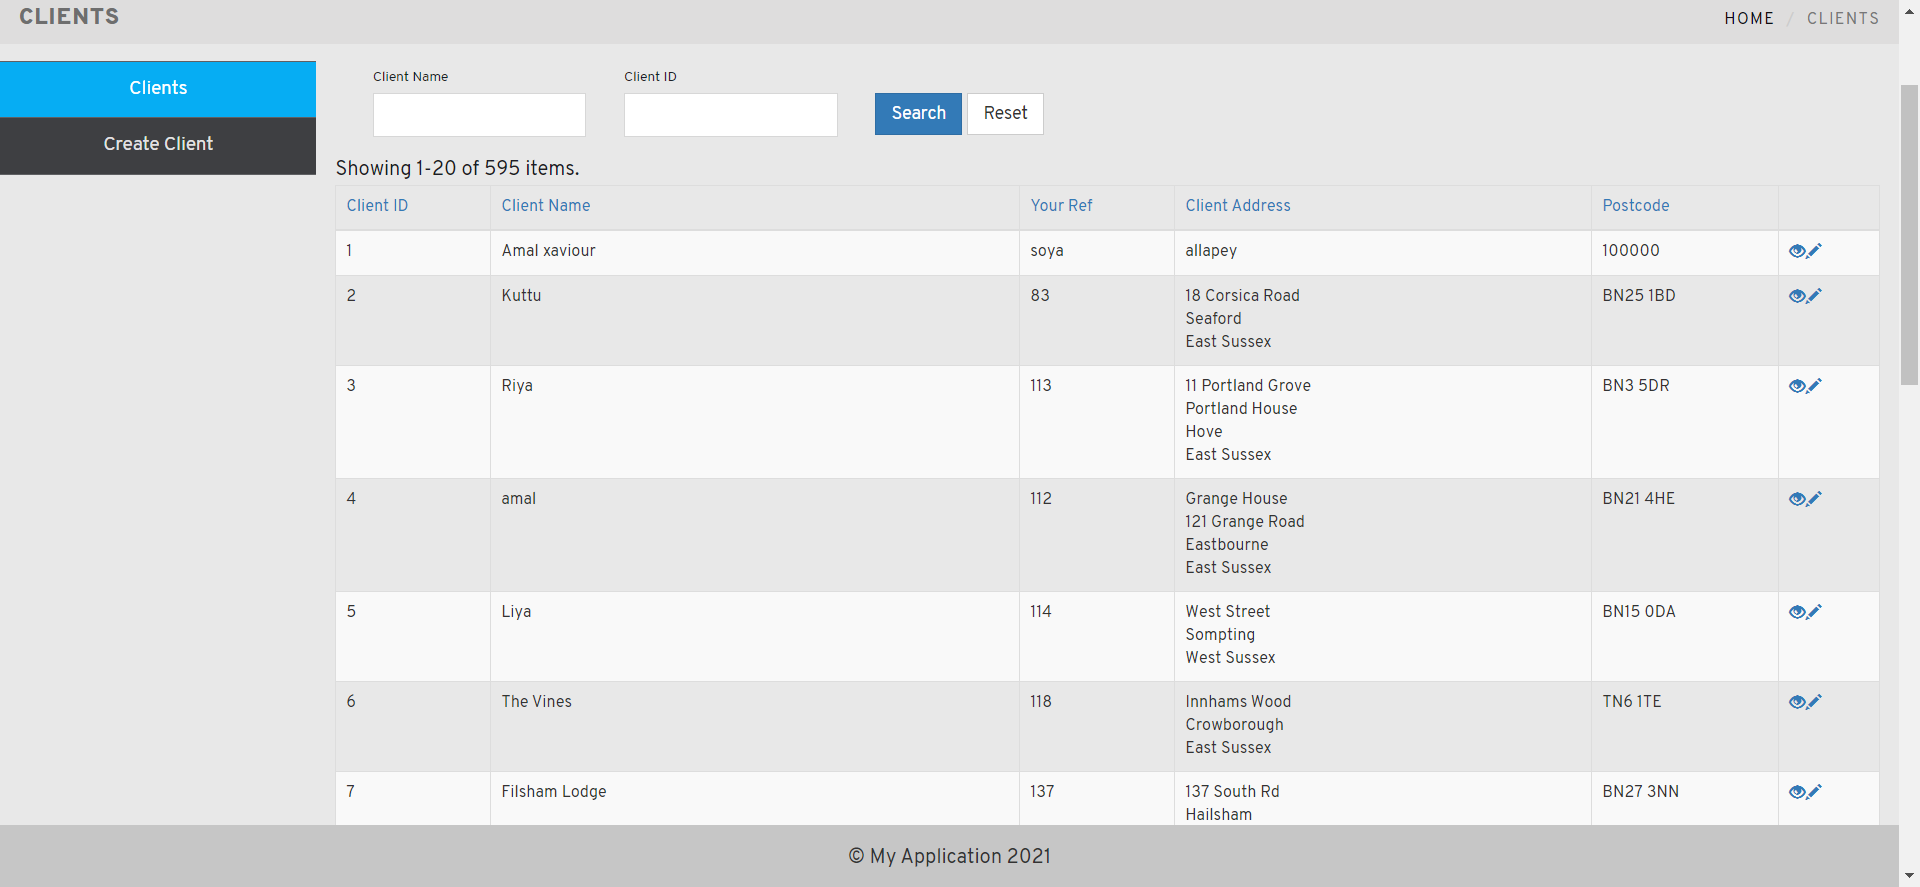 CLIENTS
HOME / CLIENTS
Clients
Create Client
Client Name
Client ID
Search
Reset
Showing 1-20 of 595 items.
Client ID Client Name Your Ref Client Address Postcode
1 Amal xaviour soya allapey 100000
2 Kuttu 83 18 Corsica Road BN25 1BD
Seaford
East Sussex
3 Riya 113 11 Portland Grove BN3 5DR
Portland House
Hove
East Sussex
4 amal 112 Grange House BN21 4HE
121 Grange Road
Eastbourne
East Sussex
5 Liya 114 West Street BN15 0DA
Sompting
West Sussex
6 The Vines 118 Innhams Wood TN6 1TE
Crowborough
East Sussex
7 Filsham Lodge 137 137 South Rd BN27 3NN
Hailsham
© My Application 2021